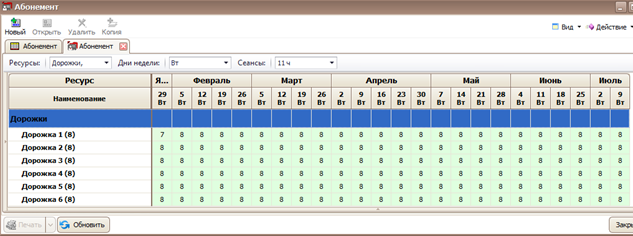 Абонемент
Новый Открыть Удалить Копия Вид Действие
Абонемент Абонемент
Ресурсы: Дорожки, Дни недели: Вт Сеансы: 11 ч
Ресурс Я... Февраль Март Апрель Май Июнь Июль
Наименование 29 Вт 5 Вт 12 Вт 19 Вт 26 Вт 5 Вт 12 Вт 19 Вт 26 Вт 2 Вт 9 Вт 16 Вт 23 Вт 30 Вт 7 Вт 14 Вт 21 Вт 28 Вт 4 Вт 11 Вт 18 Вт 25 Вт 2 Вт 9 Вт
Дорожки
Дорожка 1 (8) 7 8 8 8 8 8 8 8 8 8 8 8 8 8 8 8 8 8 8 8 8 8 8 8
Дорожка 2 (8) 8 8 8 8 8 8 8 8 8 8 8 8 8 8 8 8 8 8 8 8 8 8 8 8
Дорожка 3 (8) 8 8 8 8 8 8 8 8 8 8 8 8 8 8 8 8 8 8 8 8 8 8 8 8
Дорожка 4 (8) 8 8 8 8 8 8 8 8 8 8 8 8 8 8 8 8 8 8 8 8 8 8 8 8
Дорожка 5 (8) 8 8 8 8 8 8 8 8 8 8 8 8 8 8 8 8 8 8 8 8 8 8 8 8
Дорожка 6 (8) 8 8 8 8 8 8 8 8 8 8 8 8 8 8 8 8 8 8 8 8 8 8 8 8
Печать Обновить Закры